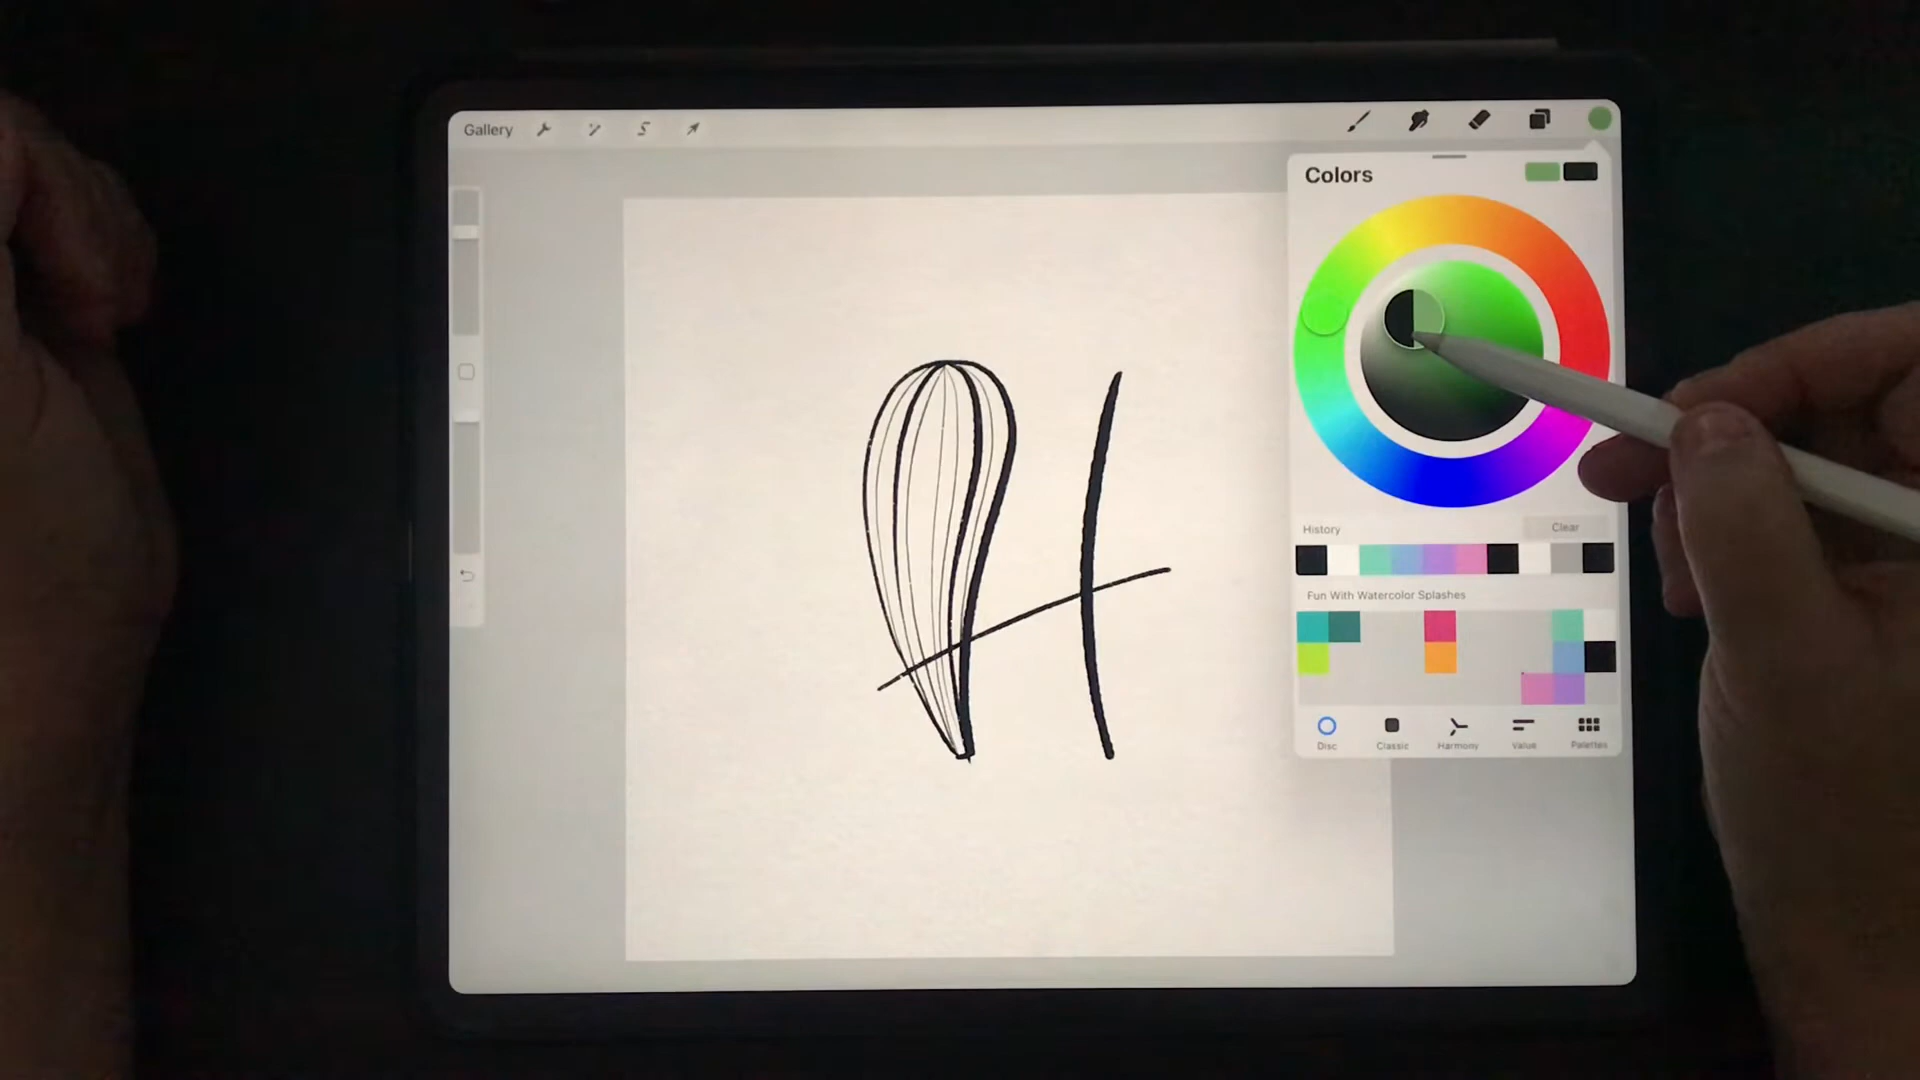 Gallery
Colors
History
Clear
Fun With Watercolor Splashes
Disc
Classic
Harmony
Value
Palettes
H